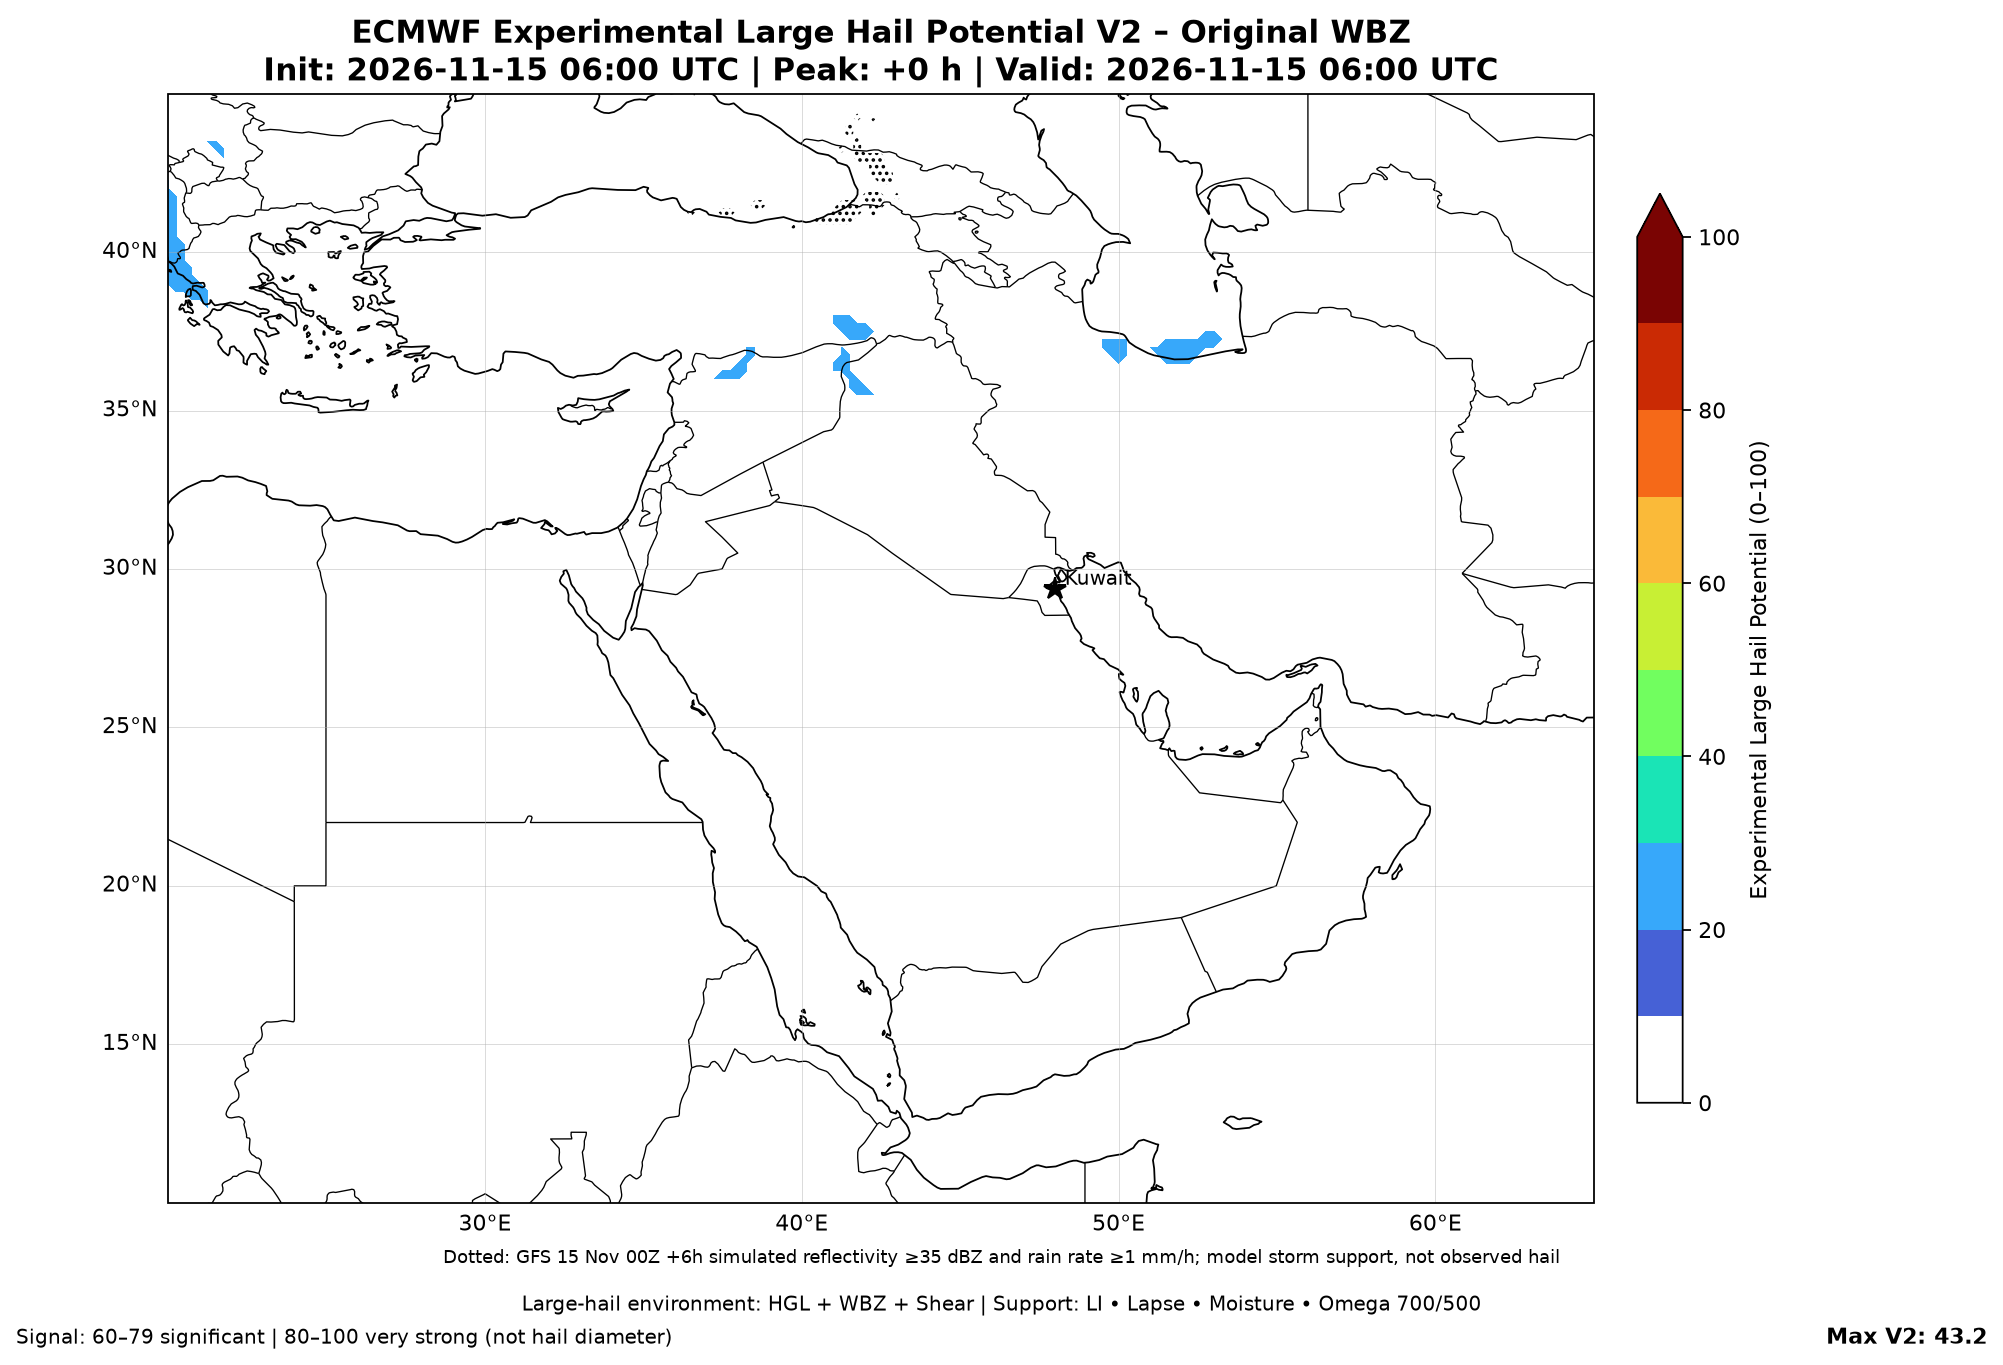 ECMWF Experimental Large Hail Potential V2 – Original WBZ
Init: 2026-11-15 06:00 UTC | Peak: +0 h | Valid: 2026-11-15 06:00 UTC
40°N
35°N
30°N
25°N
20°N
15°N
30°E
40°E
50°E
60°E
Kuwait
100
80
60
40
20
0
Experimental Large Hail Potential (0–100)
Dotted: GFS 15 Nov 00Z +6h simulated reflectivity ≥35 dBZ and rain rate ≥1 mm/h; model storm support, not observed hail
Large-hail environment: HGL + WBZ + Shear | Support: LI • Lapse • Moisture • Omega 700/500
Signal: 60–79 significant | 80–100 very strong (not hail diameter)
Max V2: 43.2